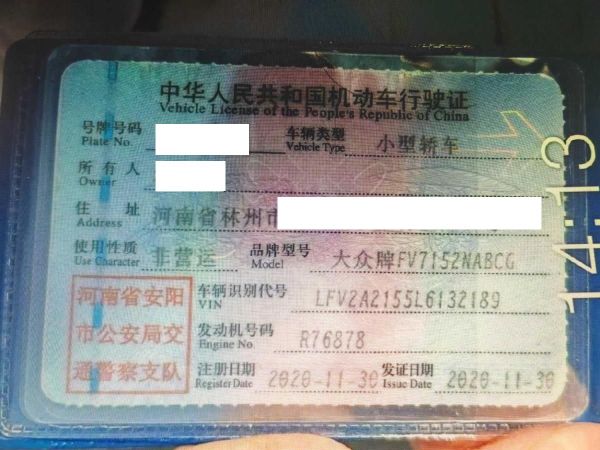 中华人民共和国机动车行驶证
Vehicle License of the People's Republic of China
号牌号码 车辆类型 小型轿车
Plate No. Vehicle Type
所有人
Owner
住 址 河南省林州市
Address
使用性质 非营运 品牌型号 大众牌FV7152NABCG
Use Character Model
河南省安阳 车辆识别代号 LFV2A2155L6132189
VIN
市公安局交 发动机号码 R76878
Engine No.
通警察支队 注册日期 2020-11-30 发证日期 2020-11-30
Register Date Issue Date
14:13